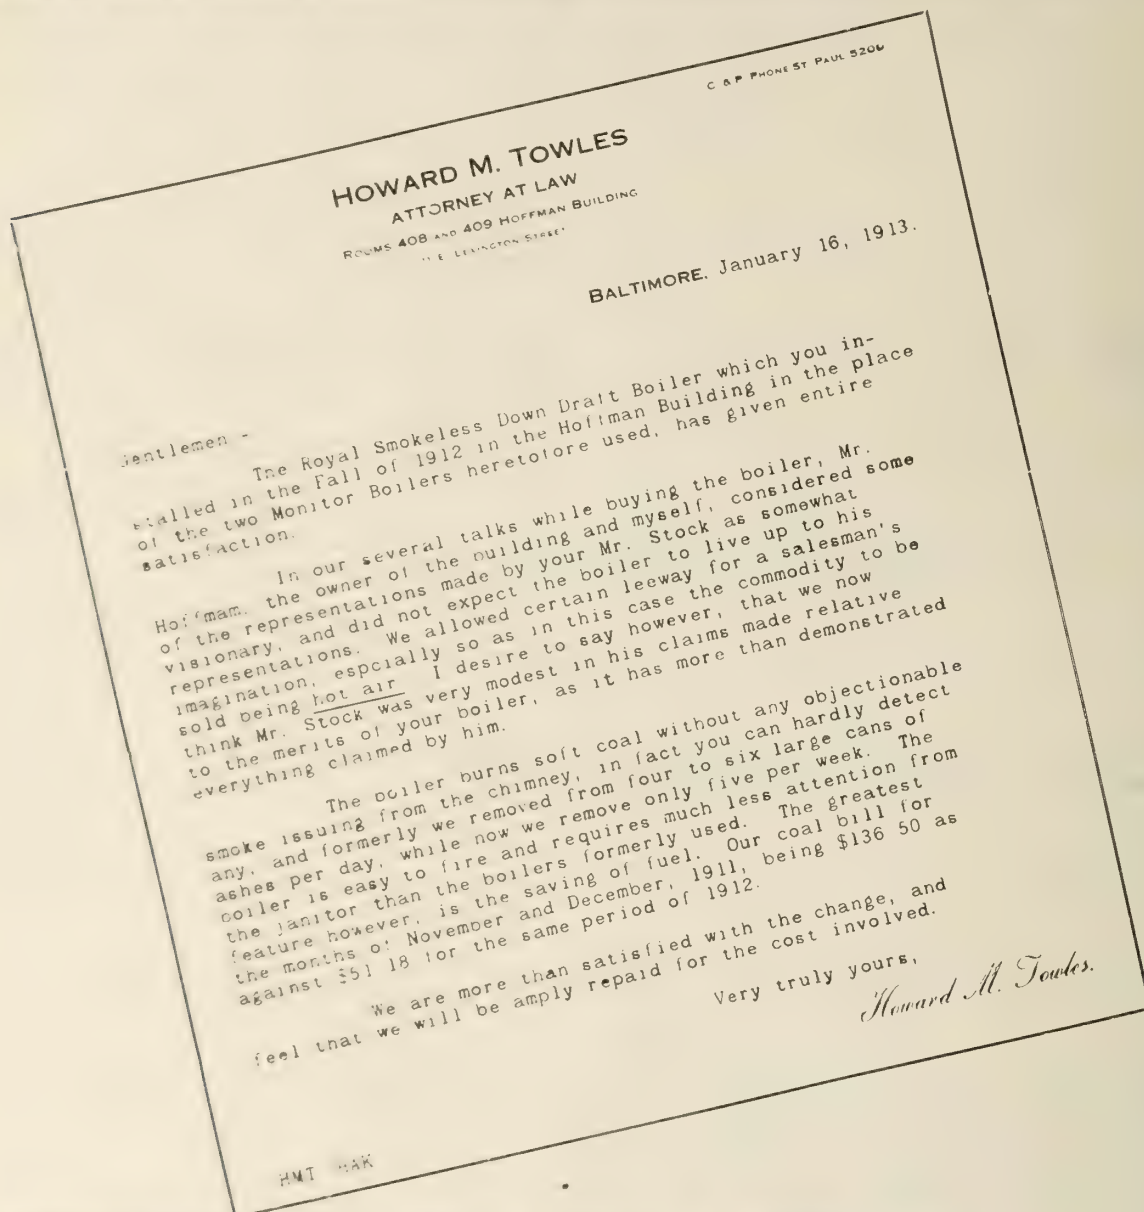 C & P PHONE ST PAUL 5206
HOWARD M. TOWLES
ATTORNEY AT LAW
ROOMS 408 AND 409 HOFFMAN BUILDING
E. LEXINGTON STREET
BALTIMORE, January 16, 1913.
Gentlemen -
The Royal Smokeless Down Draft Boiler which you in-
stalled in the Fall of 1912 in the Hoffman Building in the place
of the two Monitor Boilers heretofore used, has given entire
satisfaction.
In our several talks while buying the boiler, Mr.
Hoffmam, the owner of the building and myself, considered some
of the representations made by your Mr. Stock as somewhat
visionary, and did not expect the boiler to live up to his
representations. We allowed certain leeway for a salesman's
imagination, espcially so as in this case the commodity to be
sold being hot air I desire to say however, that we now
think Mr. Stock was very modest in his claims made relative
to the merits of your boiler, as it has more than demonstrated
everything claimed by him.
The boiler burns soft coal without any objectionable
smoke issuing from the chimney, in fact you can hardly detect
any, and formerly we removed from four to six large cans of
ashes per day, while now we remove only five per week. The
boiler is easy to fire and requires much less attention from
the janitor than the boilers formerly used. The greatest
feature however, is the saving of fuel. Our coal bill for
the months of November and December, 1911, being $136 50 as
against $51 18 for the same period of 1912.
We are more than satisfied with the change, and
feel that we will be amply repaid for the cost involved.
Very truly yours,
Howard M. Towles.
HMT MAK